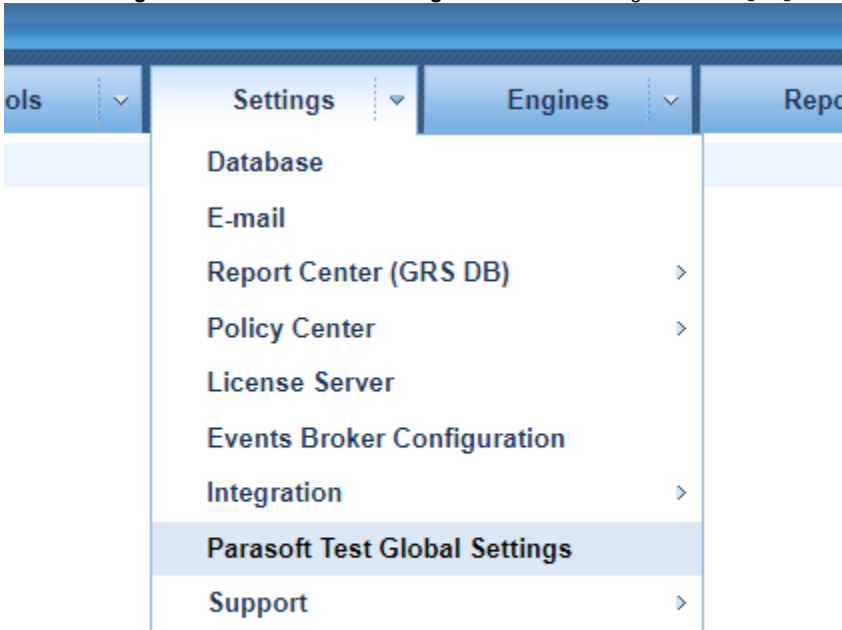 ols Settings Engines Repo
Database
E-mail
Report Center (GRS DB)
Policy Center
License Server
Events Broker Configuration
Integration
Parasoft Test Global Settings
Support